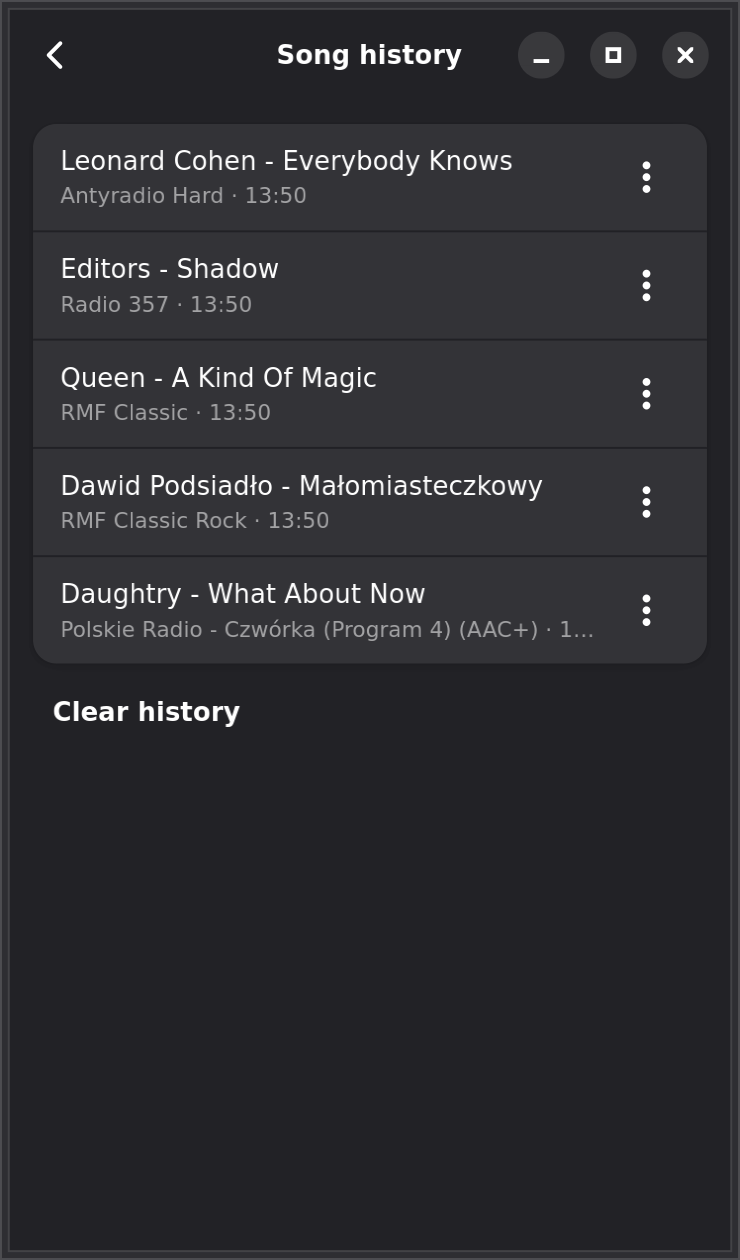 Song history
Leonard Cohen - Everybody Knows
Antyradio Hard · 13:50
Editors - Shadow
Radio 357 · 13:50
Queen - A Kind Of Magic
RMF Classic · 13:50
Dawid Podsiadło - Małomiasteczkowy
RMF Classic Rock · 13:50
Daughtry - What About Now
Polskie Radio - Czwórka (Program 4) (AAC+) · 1…
Clear history